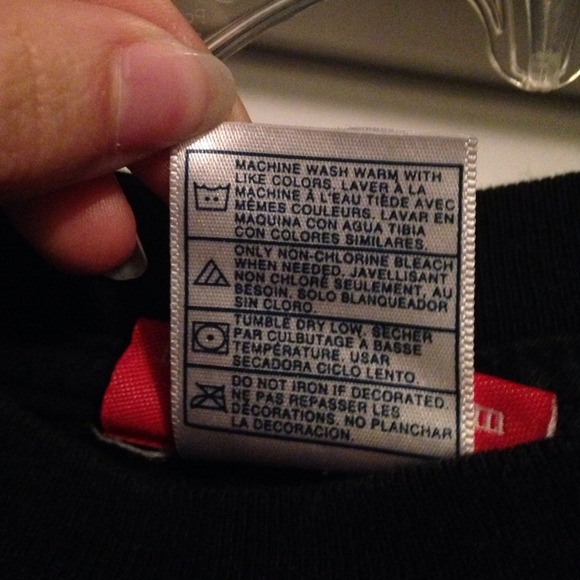 MACHINE WASH WARM WITH
LIKE COLORS. LAVER À LA
MACHINE À L'EAU TIÈDE AVEC
MÊMES COULEURS. LAVAR EN
MAQUINA CON AGUA TIBIA
CON COLORES SIMILARES.
ONLY NON-CHLORINE BLEACH
WHEN NEEDED. JAVELLISANT
NON CHLORÉ SEULEMENT, AU
BESOIN. SOLO BLANQUEADOR
SIN CLORO.
TUMBLE DRY LOW. SÉCHER
PAR CULBUTAGE À BASSE
TEMPÉRATURE. USAR
SECADORA CICLO LENTO.
DO NOT IRON IF DECORATED.
NE PAS REPASSER LES
DÉCORATIONS. NO PLANCHAR
LA DECORACION.